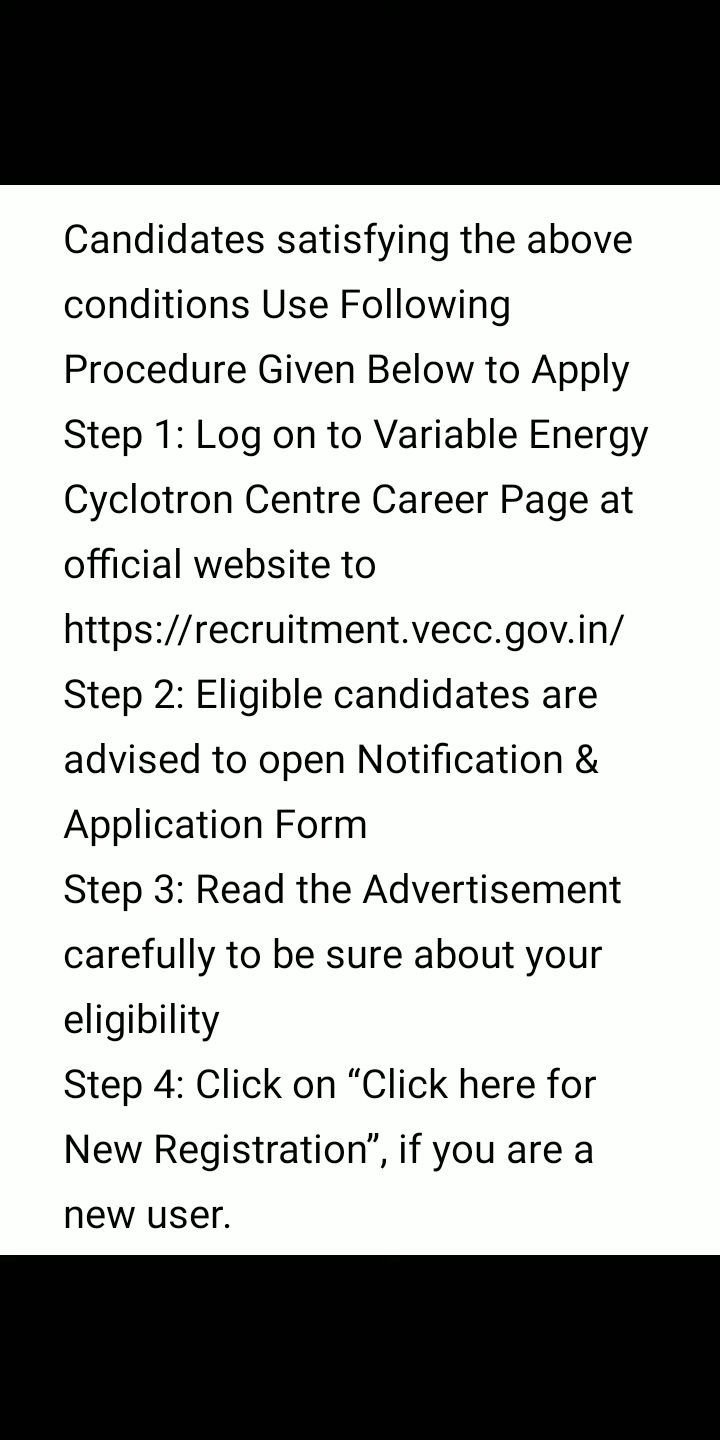 Candidates satisfying the above
conditions Use Following
Procedure Given Below to Apply
Step 1: Log on to Variable Energy
Cyclotron Centre Career Page at
official website to
https://recruitment.vecc.gov.in/
Step 2: Eligible candidates are
advised to open Notification &
Application Form
Step 3: Read the Advertisement
carefully to be sure about your
eligibility
Step 4: Click on “Click here for
New Registration”, if you are a
new user.